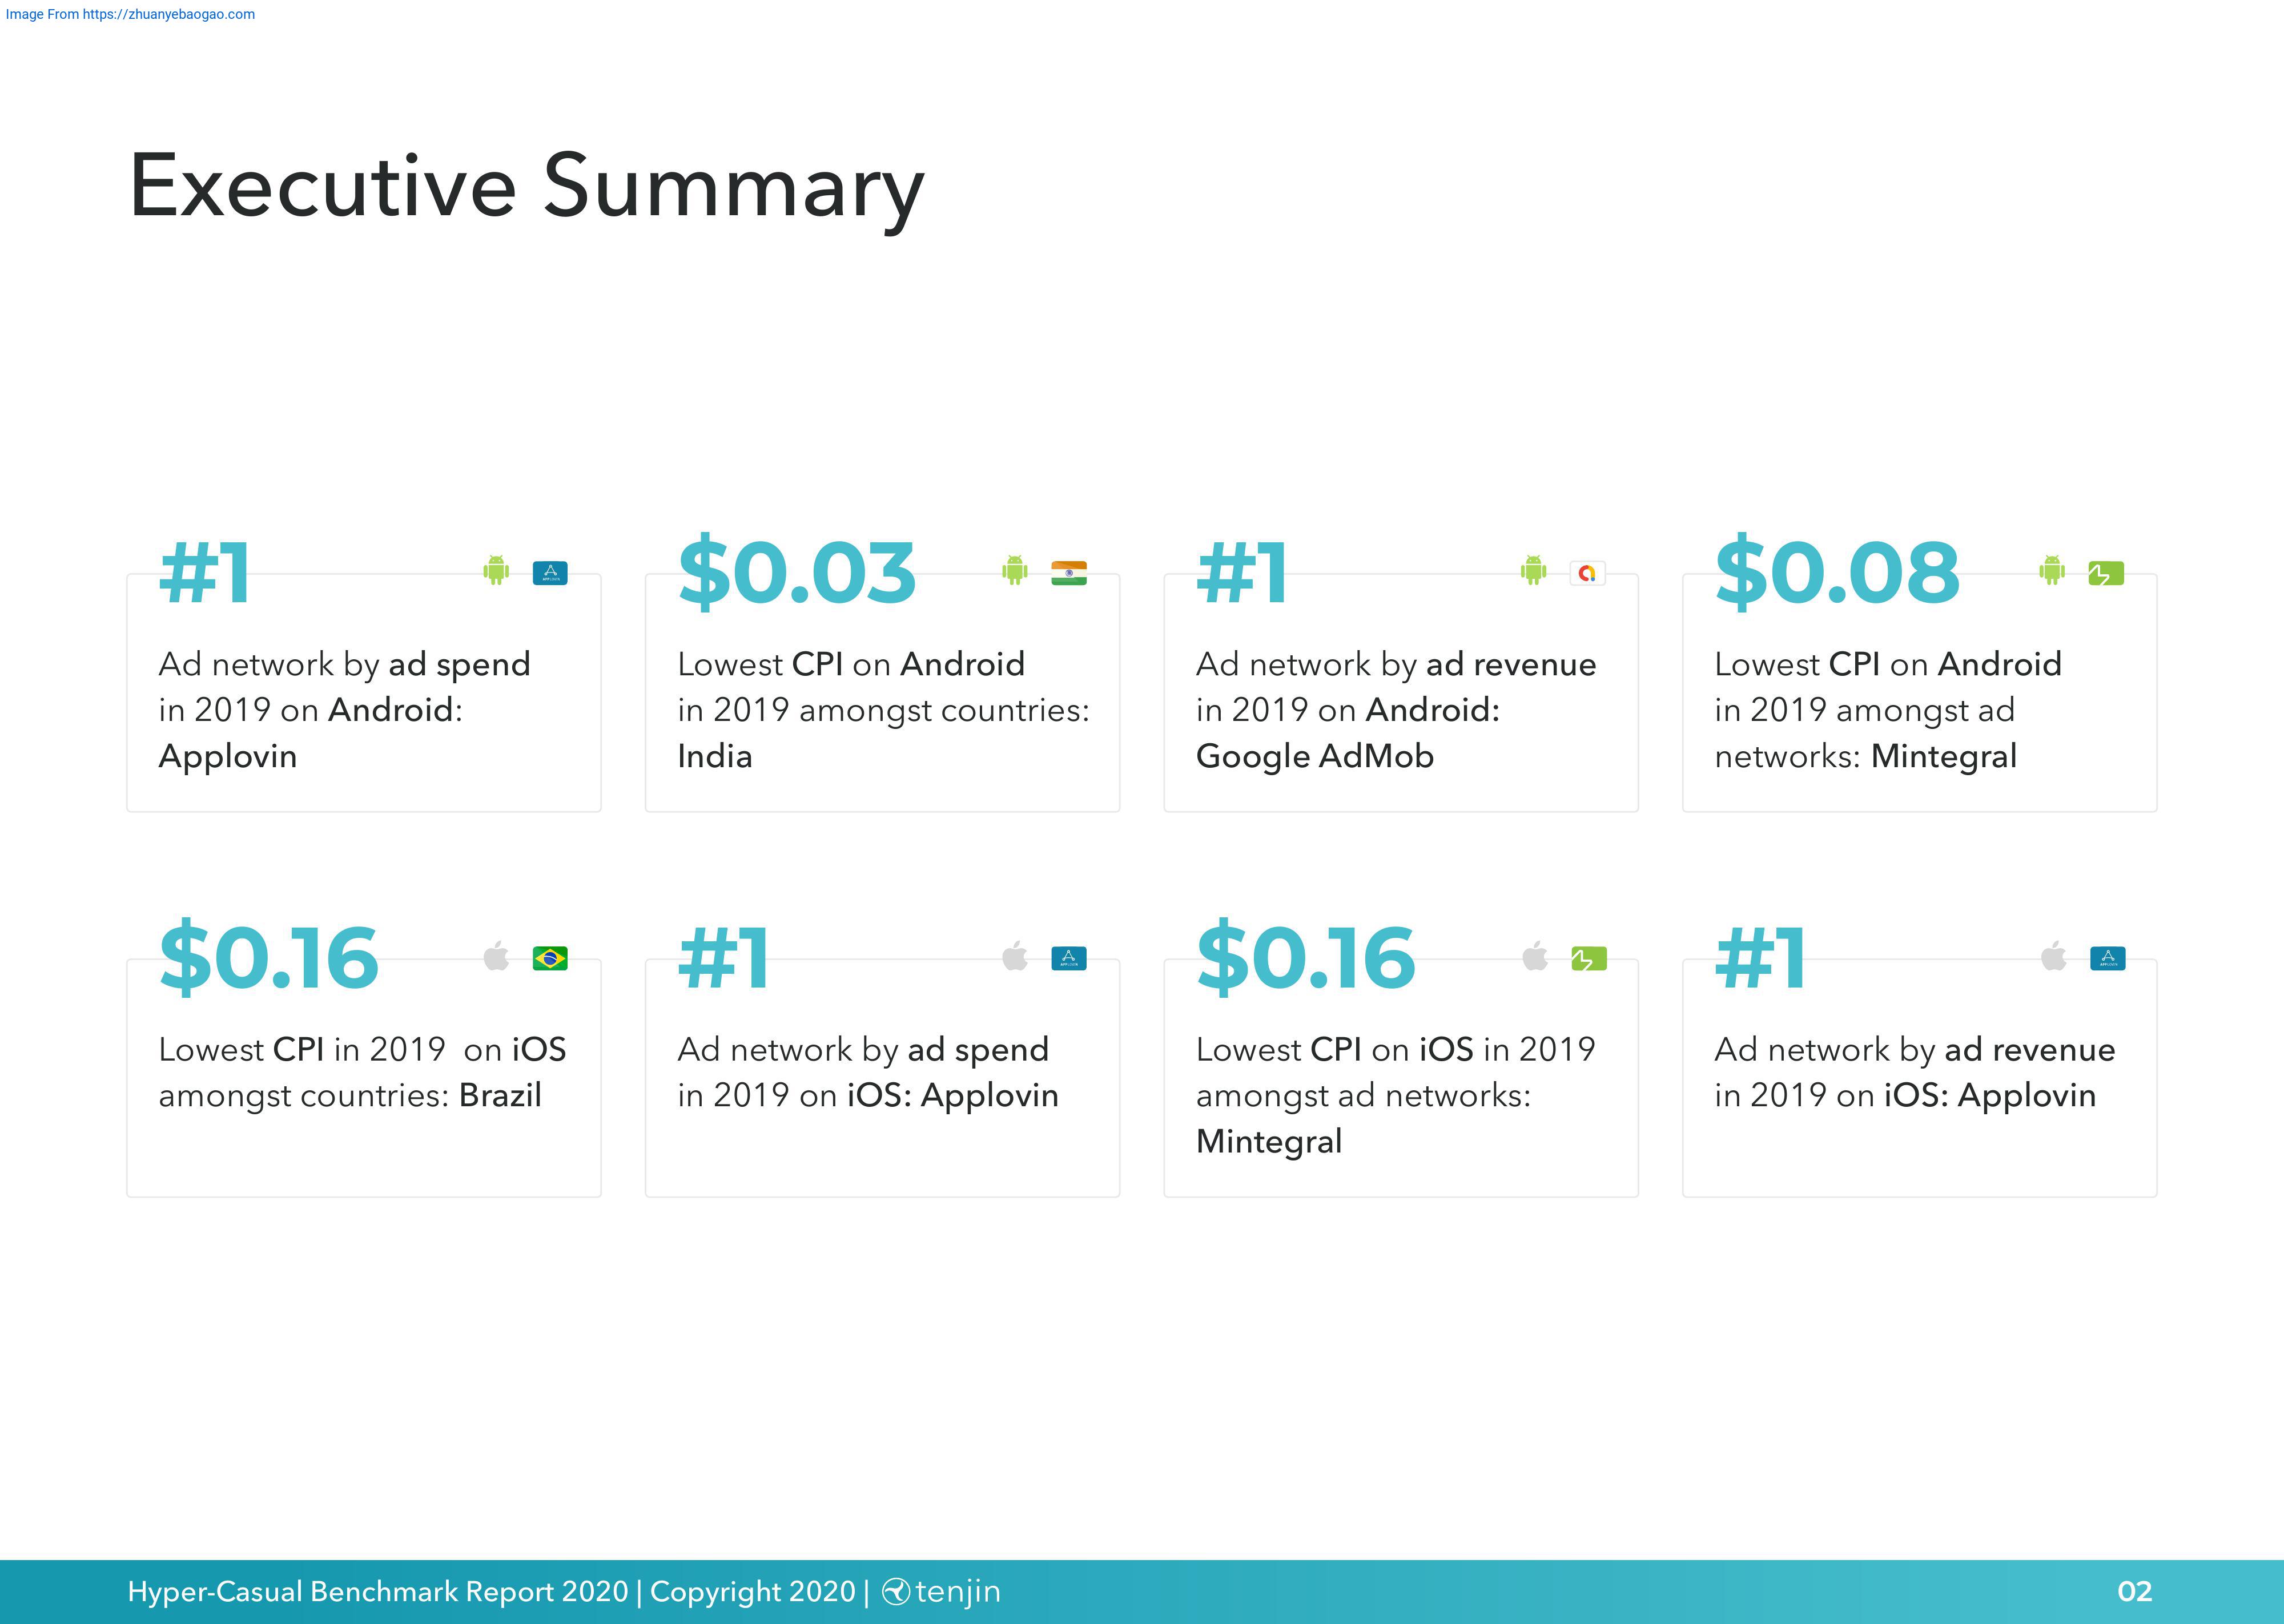 Image From https://zhuanyebaogao.com
Executive Summary
#1
Ad network by ad spend
in 2019 on Android:
Applovin
$0.03
Lowest CPI on Android
in 2019 amongst countries:
India
#1
Ad network by ad revenue
in 2019 on Android:
Google AdMob
$0.08
Lowest CPI on Android
in 2019 amongst ad
networks: Mintegral
$0.16
Lowest CPI in 2019 on iOS
amongst countries: Brazil
#1
Ad network by ad spend
in 2019 on iOS: Applovin
$0.16
Lowest CPI on iOS in 2019
amongst ad networks:
Mintegral
#1
Ad network by ad revenue
in 2019 on iOS: Applovin
Hyper-Casual Benchmark Report 2020 | Copyright 2020 | tenjin
02